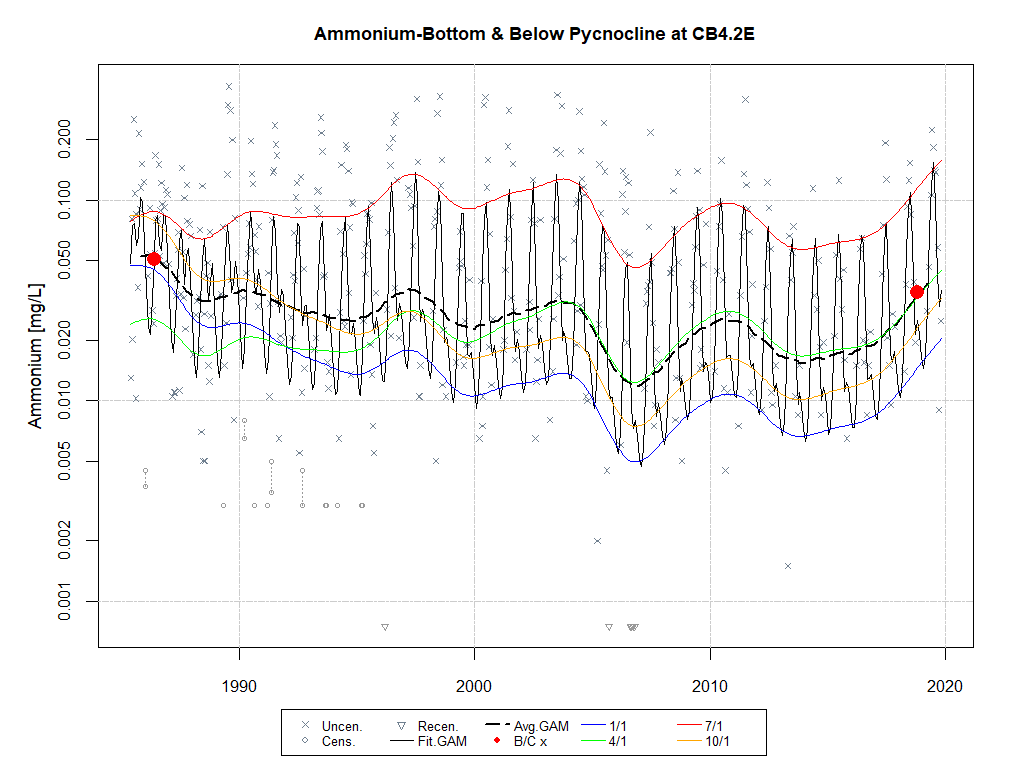 Ammonium-Bottom & Below Pycnocline at CB4.2E
Ammonium [mg/L]
0.200
0.100
0.050
0.020
0.010
0.005
0.002
0.001
1990 2000 2010 2020
Uncen. Recen. Avg.GAM 1/1 7/1
Cens. Fit.GAM B/C x 4/1 10/1